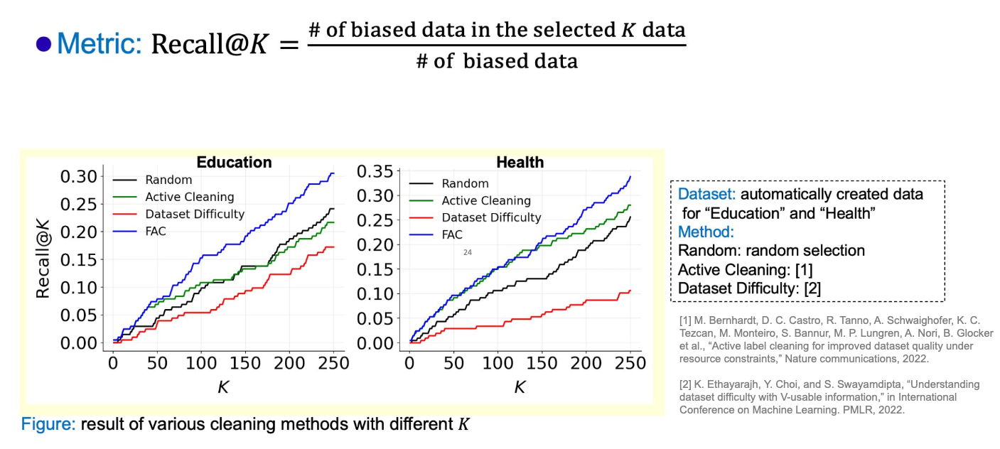 ● Metric: Recall@K = # of biased data in the selected K data
# of biased data
Education
0.30
0.25
0.20
0.15
0.10
0.05
0.00
Recall@K
Random
Active Cleaning
Dataset Difficulty
FAC
0 50 100 150 200 250
K
Health
0.35
0.30
0.25
0.20
0.15
0.10
0.05
0.00
Random
Active Cleaning
Dataset Difficulty
FAC
24
0 50 100 150 200 250
K
Figure: result of various cleaning methods with different K
Dataset: automatically created data
for “Education” and “Health”
Method:
Random: random selection
Active Cleaning: [1]
Dataset Difficulty: [2]
[1] M. Bernhardt, D. C. Castro, R. Tanno, A. Schwaighofer, K. C.
Tezcan, M. Monteiro, S. Bannur, M. P. Lungren, A. Nori, B. Glocker
et al., “Active label cleaning for improved dataset quality under
resource constraints,” Nature communications, 2022.
[2] K. Ethayarajh, Y. Choi, and S. Swayamdipta, “Understanding
dataset difficulty with V-usable information,” in International
Conference on Machine Learning. PMLR, 2022.